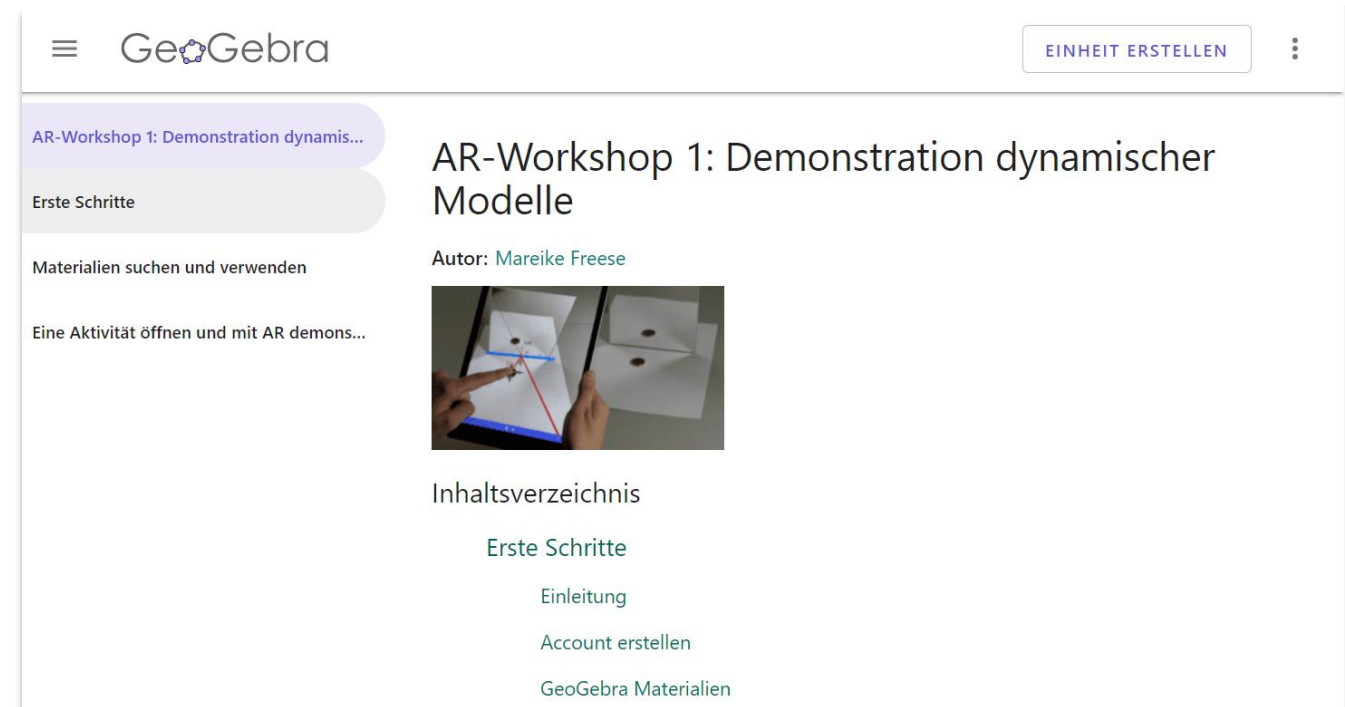 GeoGebra
EINHEIT ERSTELLEN
AR-Workshop 1: Demonstration dynamis...
Erste Schritte
Materialien suchen und verwenden
Eine Aktivität öffnen und mit AR demons...
AR-Workshop 1: Demonstration dynamischer
Modelle
Autor: Mareike Freese
Inhaltsverzeichnis
Erste Schritte
Einleitung
Account erstellen
GeoGebra Materialien